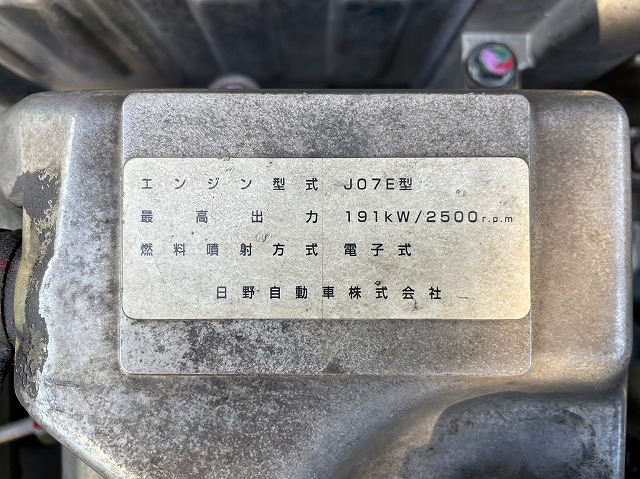 エンジン型式 J07E型
最高出力 191kW/2500r.p.m
燃料噴射方式 電子式
日野自動車株式会社